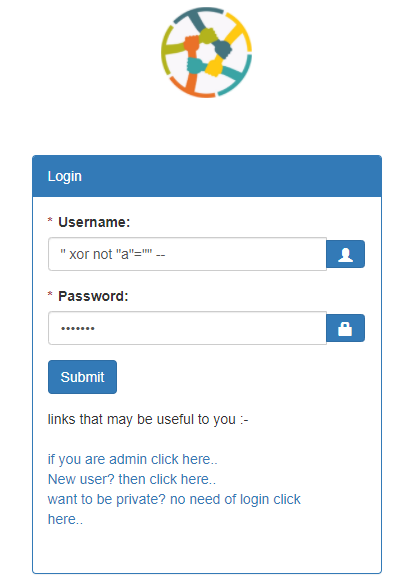 Login
* Username:
" xor not "a"="" --
* Password:
•••••••
Submit
links that may be useful to you :-
if you are admin click here..
New user? then click here..
want to be private? no need of login click
here..